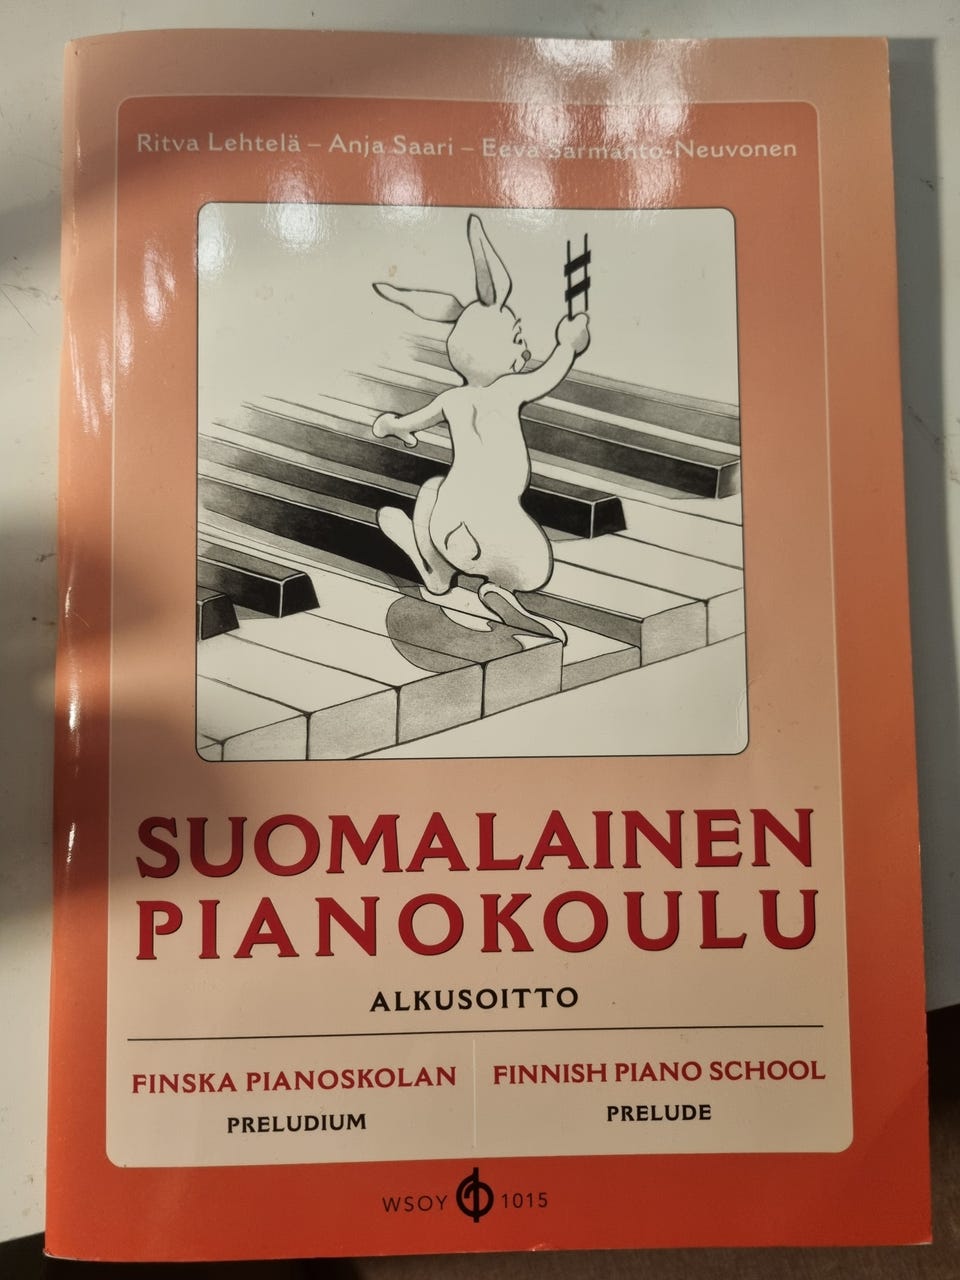 Ritva Lehtelä – Anja Saari – Eeva Sarmanto-Neuvonen
SUOMALAINEN
PIANOKOULU
ALKUSOITTO
FINSKA PIANOSKOLAN
PRELUDIUM
FINNISH PIANO SCHOOL
PRELUDE
WSOY 1015